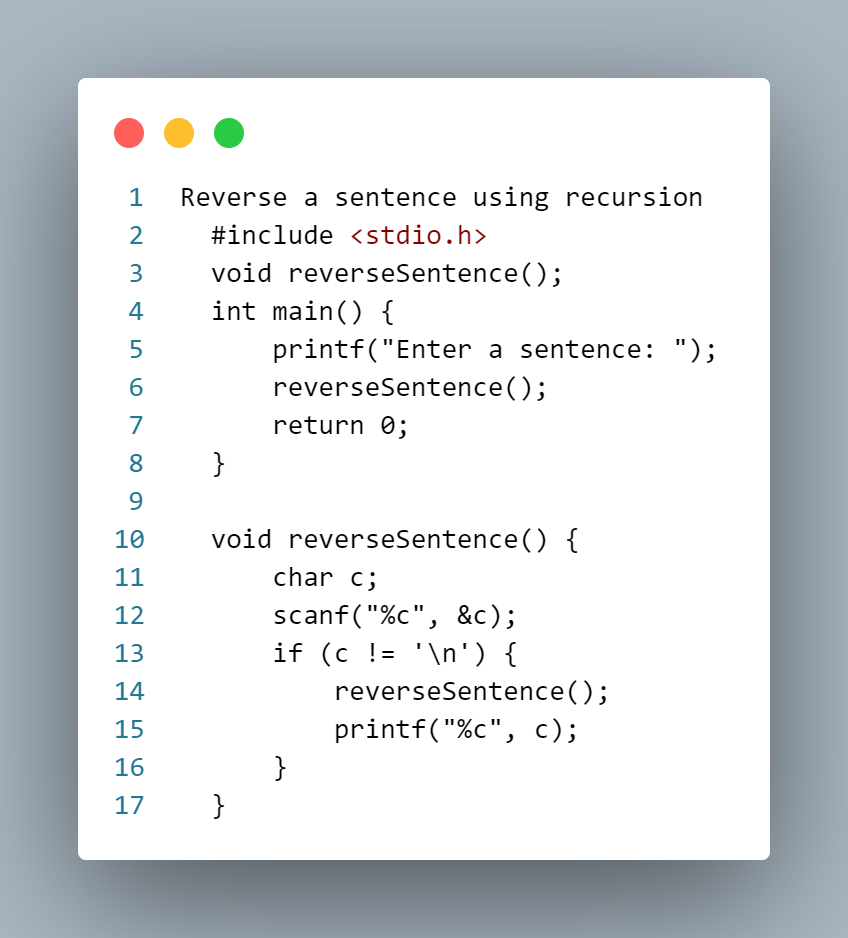 1 Reverse a sentence using recursion
2 #include <stdio.h>
3 void reverseSentence();
4 int main() {
5 printf("Enter a sentence: ");
6 reverseSentence();
7 return 0;
8 }
9
10 void reverseSentence() {
11 char c;
12 scanf("%c", &c);
13 if (c != '\n') {
14 reverseSentence();
15 printf("%c", c);
16 }
17 }